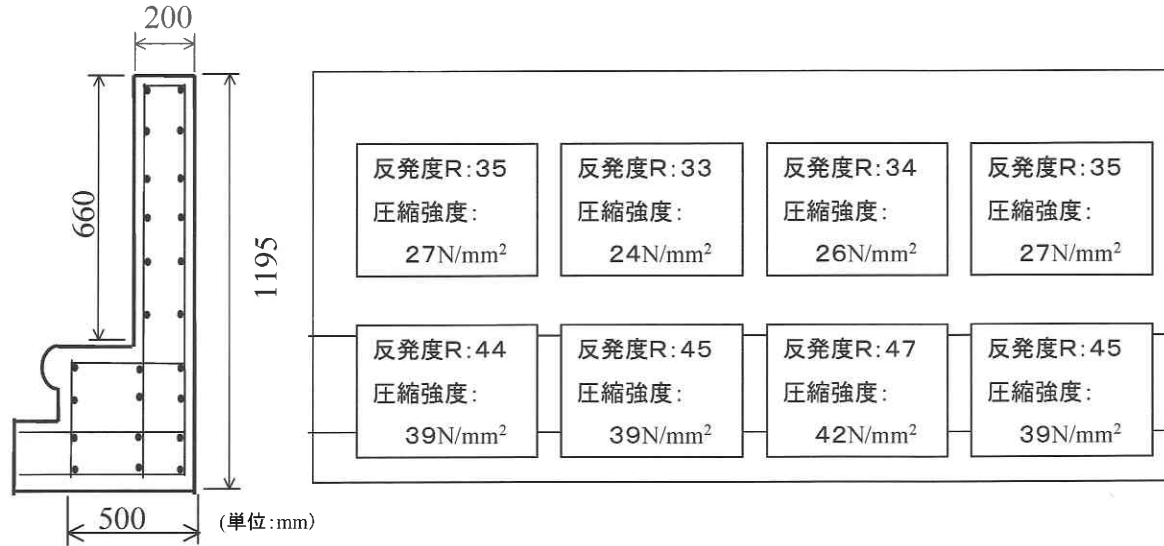 200
660
1195
500
(単位:mm)
反発度R:35
圧縮強度:
27N/mm²
反発度R:33
圧縮強度:
24N/mm²
反発度R:34
圧縮強度:
26N/mm²
反発度R:35
圧縮強度:
27N/mm²
反発度R:44
圧縮強度:
39N/mm²
反発度R:45
圧縮強度:
39N/mm²
反発度R:47
圧縮強度:
42N/mm²
反発度R:45
圧縮強度:
39N/mm²